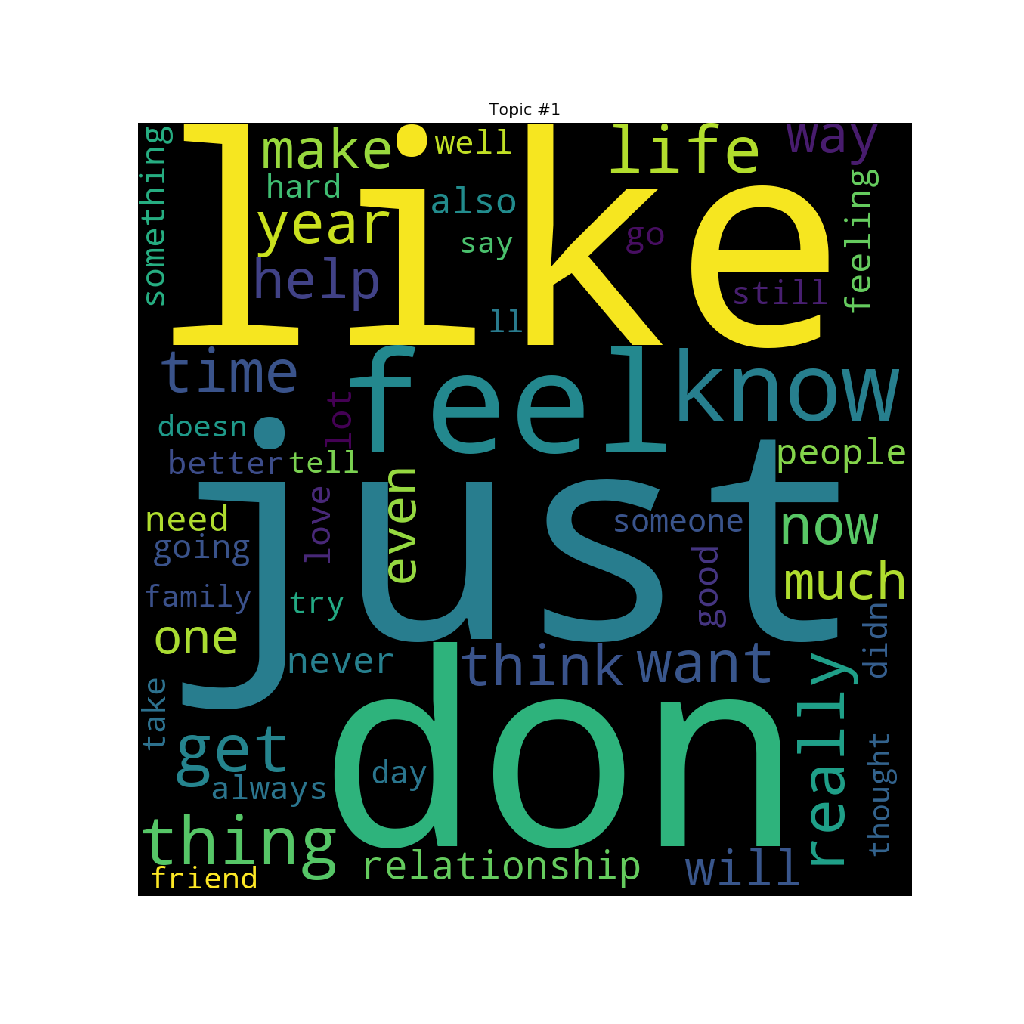 Topic #1
something
make
well
life
way
like
hard
also
year
say
go
feeling
help
still
ll
time
feel
know
lot
doesn
better
tell
people
just
even
love
need
someone
now
going
good
much
family
try
one
didn
never
think
want
don
really
take
get
day
thought
always
thing
relationship
will
friend